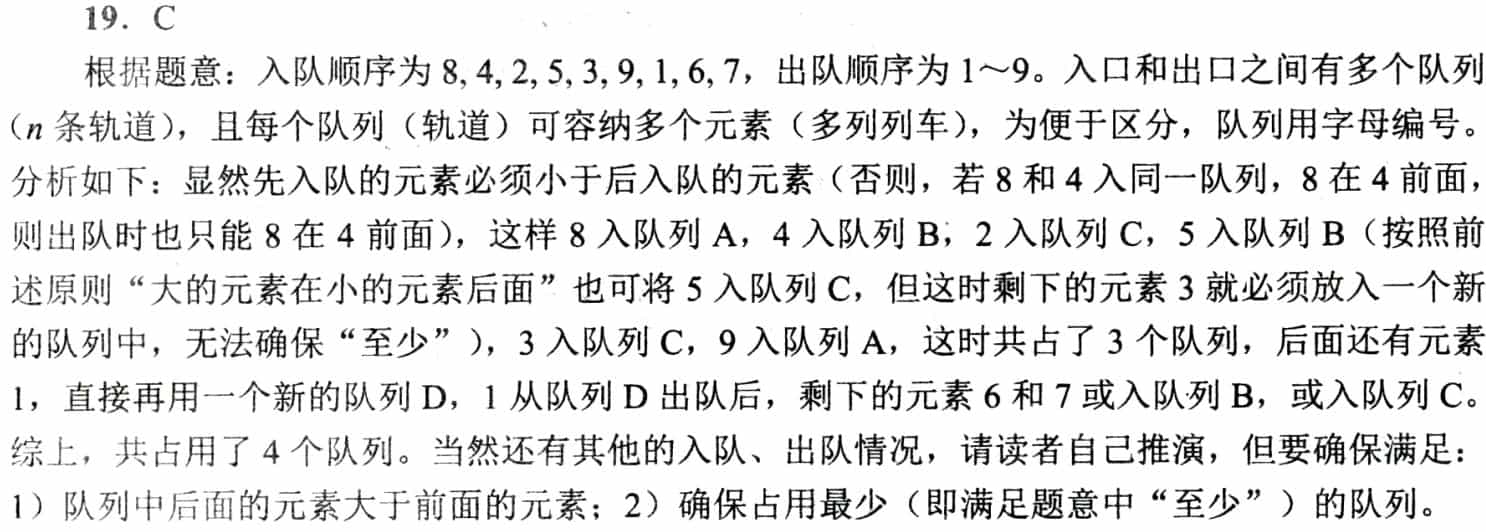 19. C
根据题意：入队顺序为 8, 4, 2, 5, 3, 9, 1, 6, 7，出队顺序为 1～9。入口和出口之间有多个队列
（n 条轨道），且每个队列（轨道）可容纳多个元素（多列列车），为便于区分，队列用字母编号。
分析如下：显然先入队的元素必须小于后入队的元素（否则，若 8 和 4 入同一队列，8 在 4 前面，
则出队时也只能 8 在 4 前面），这样 8 入队列 A，4 入队列 B，2 入队列 C，5 入队列 B（按照前
述原则“大的元素在小的元素后面”也可将 5 入队列 C，但这时剩下的元素 3 就必须放入一个新
的队列中，无法确保“至少”），3 入队列 C，9 入队列 A，这时共占了 3 个队列，后面还有元素
1，直接再用一个新的队列 D，1 从队列 D 出队后，剩下的元素 6 和 7 或入队列 B，或入队列 C。
综上，共占用了 4 个队列。当然还有其他的入队、出队情况，请读者自己推演，但要确保满足：
1）队列中后面的元素大于前面的元素；2）确保占用最少（即满足题意中“至少”）的队列。